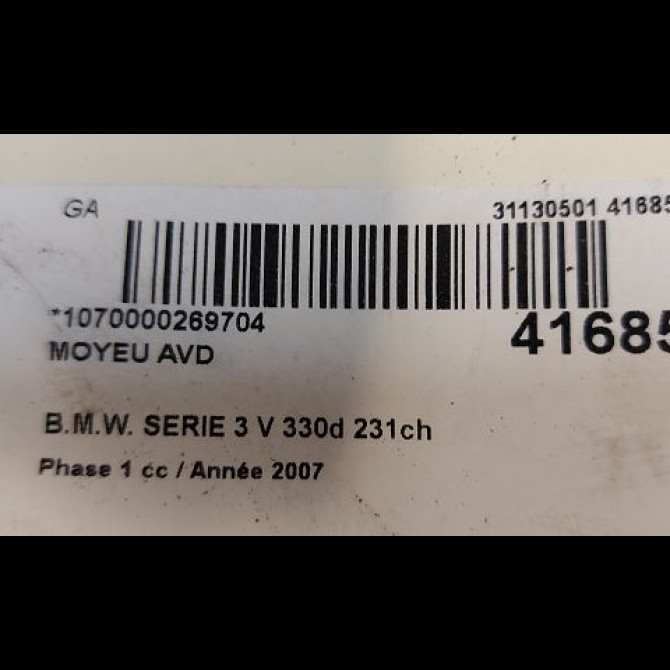 GA
31130501 41685
*1070000269704
41685
MOYEU AVD
B.M.W. SERIE 3 V 330d 231ch
Phase 1 cc / Année 2007